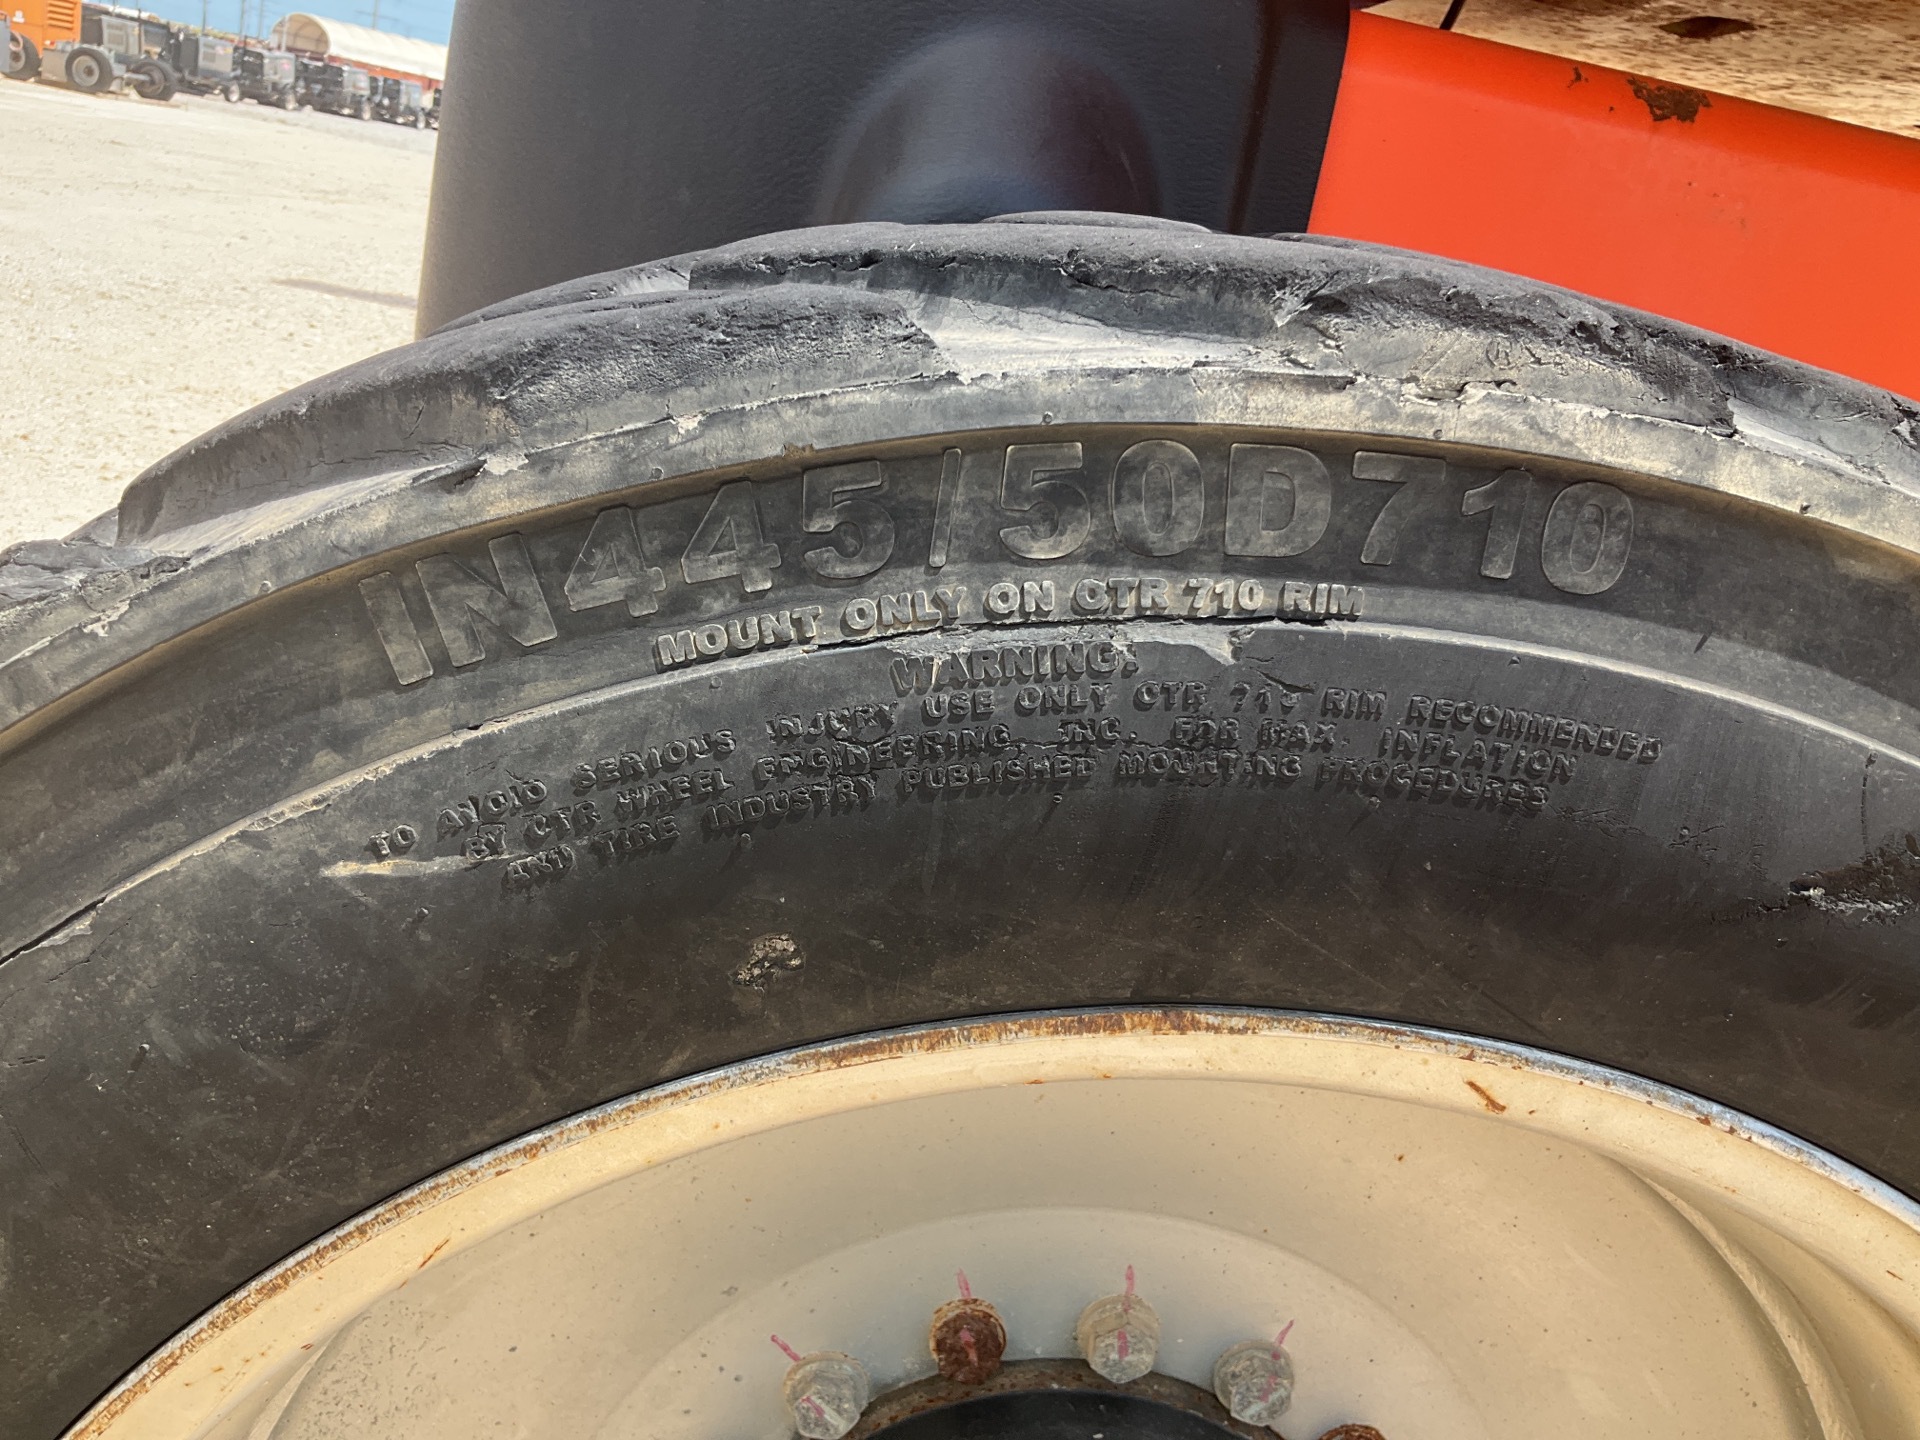 IN445/50D710
MOUNT ONLY ON CTR 710 RIM
WARNING:
TO AVOID SERIOUS INJURY USE ONLY CTR 710 RIM RECOMMENDED
BY CTR WHEEL ENGINEERING, INC. FOR MAX. INFLATION
AND TIRE INDUSTRY PUBLISHED MOUNTING PROCEDURES